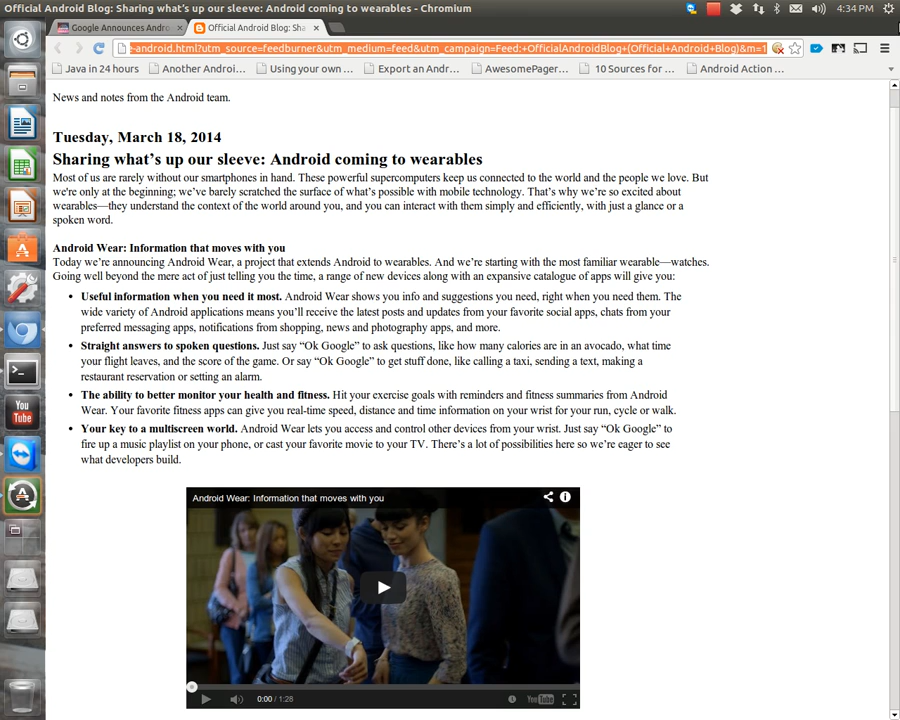 Official Android Blog: Sharing what’s up our sleeve: Android coming to wearables - Chromium
4:34 PM
Google Announces Androi
Official Android Blog: Sha
e-android.html?utm_source=feedburner&utm_medium=feed&utm_campaign=Feed:+OfficialAndroidBlog+(Official+Android+Blog)&m=1
Java in 24 hours
Another Androi...
Using your own ...
Export an Andr...
AwesomePager...
10 Sources for ...
Android Action ...
News and notes from the Android team.
Tuesday, March 18, 2014
Sharing what’s up our sleeve: Android coming to wearables
Most of us are rarely without our smartphones in hand. These powerful supercomputers keep us connected to the world and the people we love. But
we're only at the beginning; we’ve barely scratched the surface of what’s possible with mobile technology. That’s why we’re so excited about
wearables—they understand the context of the world around you, and you can interact with them simply and efficiently, with just a glance or a
spoken word.
Android Wear: Information that moves with you
Today we’re announcing Android Wear, a project that extends Android to wearables. And we’re starting with the most familiar wearable—watches.
Going well beyond the mere act of just telling you the time, a range of new devices along with an expansive catalogue of apps will give you:
• Useful information when you need it most. Android Wear shows you info and suggestions you need, right when you need them. The
wide variety of Android applications means you’ll receive the latest posts and updates from your favorite social apps, chats from your
preferred messaging apps, notifications from shopping, news and photography apps, and more.
• Straight answers to spoken questions. Just say “Ok Google” to ask questions, like how many calories are in an avocado, what time
your flight leaves, and the score of the game. Or say “Ok Google” to get stuff done, like calling a taxi, sending a text, making a
restaurant reservation or setting an alarm.
• The ability to better monitor your health and fitness. Hit your exercise goals with reminders and fitness summaries from Android
Wear. Your favorite fitness apps can give you real-time speed, distance and time information on your wrist for your run, cycle or walk.
• Your key to a multiscreen world. Android Wear lets you access and control other devices from your wrist. Just say “Ok Google” to
fire up a music playlist on your phone, or cast your favorite movie to your TV. There’s a lot of possibilities here so we’re eager to see
what developers build.
You
Tube
Android Wear: Information that moves with you
0:00 / 1:28
YouTube